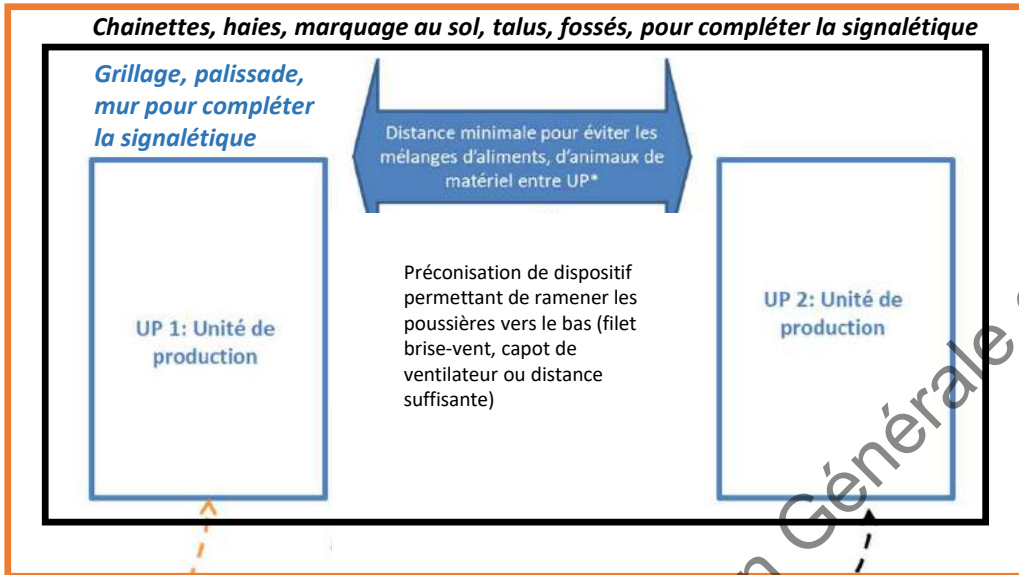 Chainettes, haies, marquage au sol, talus, fossés, pour compléter la signalétique
Grillage, palissade,
mur pour compléter
la signalétique
Distance minimale pour éviter les
mélanges d'aliments, d'animaux de
matériel entre UP*
Préconisation de dispositif
permettant de ramener les
poussières vers le bas (filet
brise-vent, capot de
ventilateur ou distance
suffisante)
UP 1: Unité de
production
UP 2: Unité de
production
Générale